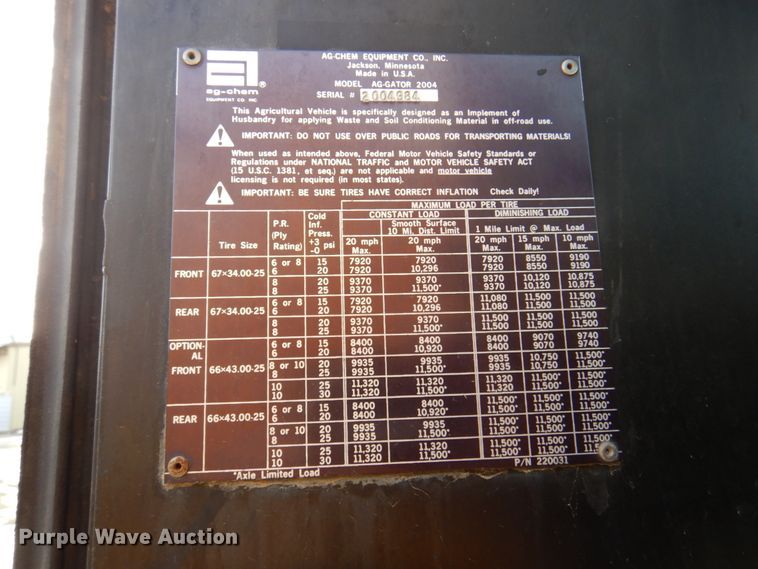 ag-chem ®
EQUIPMENT CO. INC
AG-CHEM EQUIPMENT CO., INC.
Jackson, Minnesota
Made in U.S.A.
MODEL AG-GATOR 2004
SERIAL # 2004984
This Agricultural Vehicle is specifically designed as an Implement of
Husbandry for applying Waste and Soil Conditioning Material in off-road use.
IMPORTANT: DO NOT USE OVER PUBLIC ROADS FOR TRANSPORTING MATERIALS!
When used as intended above, Federal Motor Vehicle Safety Standards or
Regulations under NATIONAL TRAFFIC and MOTOR VEHICLE SAFETY ACT
(15 U.S.C. 1381, et seq.) are not applicable and motor vehicle
licensing is not required (in most states).
IMPORTANT: BE SURE TIRES HAVE CORRECT INFLATION Check Daily!
MAXIMUM LOAD PER TIRE
CONSTANT LOAD DIMINISHING LOAD
Tire Size P.R. (Ply Rating) Cold Inf. Press. +3 -0 psi 20 mph Max. Smooth Surface 10 Mi. Dist. Limit 20 mph Max. 1 Mile Limit @ Max. Load 20 mph Max. 15 mph Max. 10 mph Max.
FRONT 67×34.00-25 6 or 8 15 7920 7920 7920 8550 9190
6 20 7920 10,296 7920 8550 9190
8 20 9370 9370 9370 10,120 10,875
8 25 9370 11,500* 9370 10,120 10,875
REAR 67×34.00-25 6 or 8 15 7920 7920 11,080 11,500 11,500
6 20 7920 10,296 11,080 11,500 11,500
8 20 9370 9370 11,500 11,500 11,500
8 25 9370 11,500* 11,500 11,500 11,500
OPTION-AL FRONT 66×43.00-25 6 or 8 15 8400 8400 8400 9070 9740
6 20 8400 10,920 8400 9070 9740
8 or 10 20 9935 9935 9935 10,750 11,500*
8 25 9935 11,500* 9935 10,750 11,500*
10 25 11,320 11,320 11,320 11,500* 11,500*
10 30 11,320 11,500* 11,320 11,500* 11,500*
REAR 66×43.00-25 6 or 8 15 8400 8400 11,500* 11,500* 11,500*
6 20 8400 10,920* 11,500* 11,500* 11,500*
8 or 10 20 9935 9935 11,500* 11,500* 11,500*
8 25 9935 11,500* 11,500* 11,500* 11,500*
10 25 11,320 11,320 11,500* 11,500* 11,500*
10 30 11,320 11,500* 11,500* 11,500* 11,500*
*Axle Limited Load P/N 220031
Purple Wave Auction